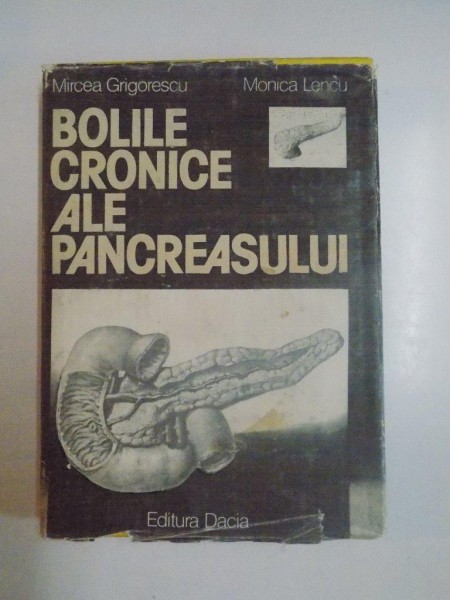 Mircea Grigorescu Monica Lencu
BOLILE
CRONICE
ALE
PANCREASULUI
Editura Dacia